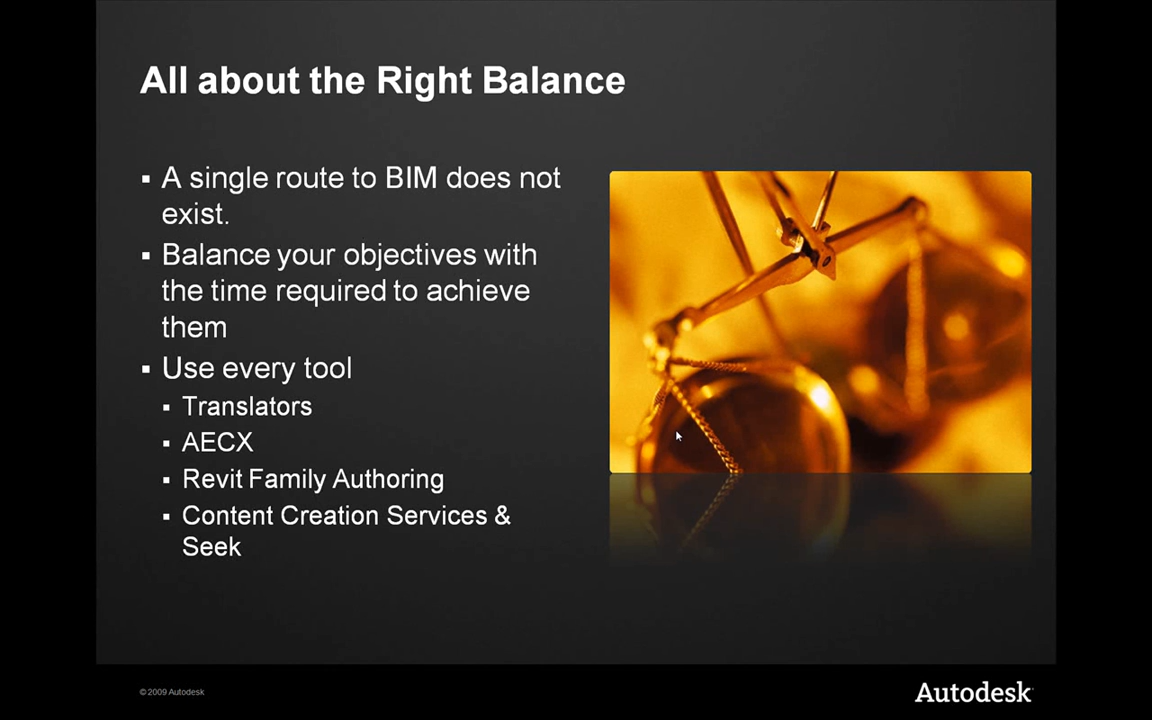 All about the Right Balance
▪ A single route to BIM does not
exist.
▪ Balance your objectives with
the time required to achieve
them
▪ Use every tool
▪ Translators
▪ AECX
▪ Revit Family Authoring
▪ Content Creation Services &
Seek
© 2009 Autodesk
Autodesk